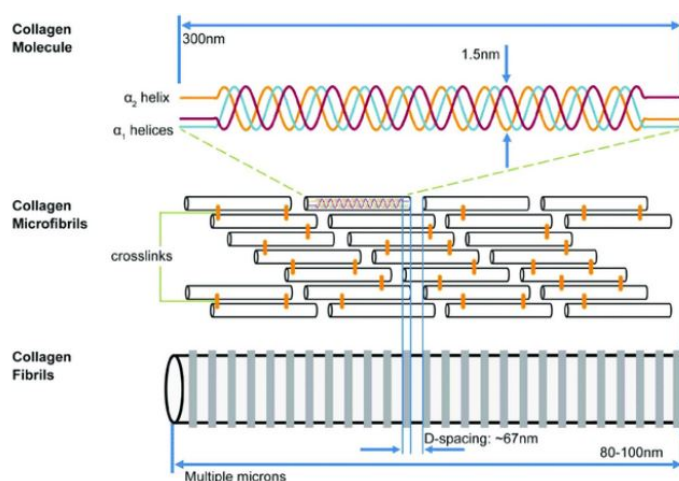 Collagen
Molecule
300nm
1.5nm
α₂ helix
α₁ helices
Collagen
Microfibrils
crosslinks
Collagen
Fibrils
D-spacing: ~67nm
80-100nm
Multiple microns